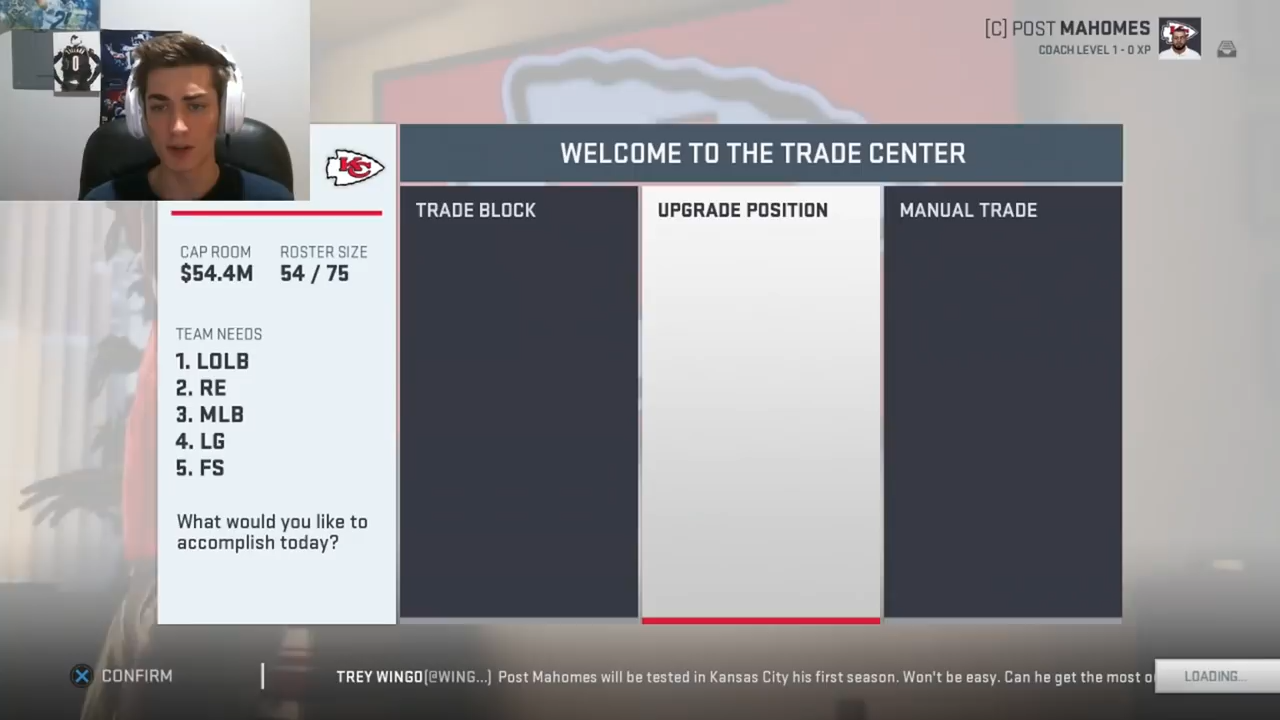 [C] POST MAHOMES
COACH LEVEL 1 - 0 XP
0
KC
WELCOME TO THE TRADE CENTER
CAP ROOM
$54.4M
ROSTER SIZE
54 / 75
TEAM NEEDS
1. LOLB
2. RE
3. MLB
4. LG
5. FS
What would you like to
accomplish today?
TRADE BLOCK
UPGRADE POSITION
MANUAL TRADE
CONFIRM
TREY WINGO(@WING...) Post Mahomes will be tested in Kansas City his first season. Won't be easy. Can he get the most
LOADING...